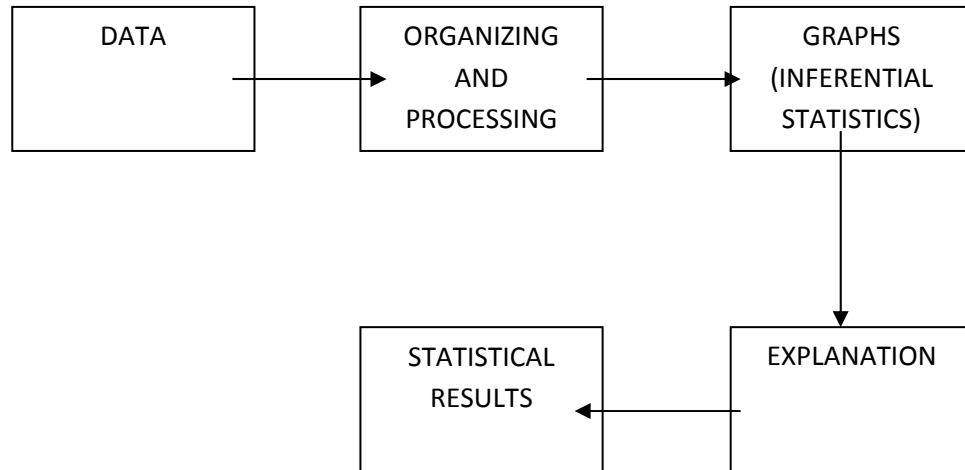 DATA
ORGANIZING
AND
PROCESSING
GRAPHS
(INFERENTIAL
STATISTICS)
STATISTICAL
RESULTS
EXPLANATION